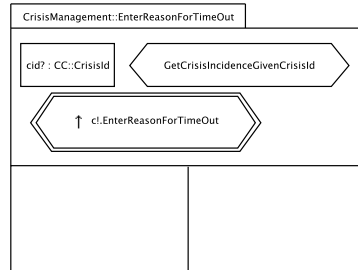 CrisisManagement::EnterReasonForTimeOut
cid? : CC::CrisisId
GetCrisisIncidenceGivenCrisisId
↑ c!.EnterReasonForTimeOut